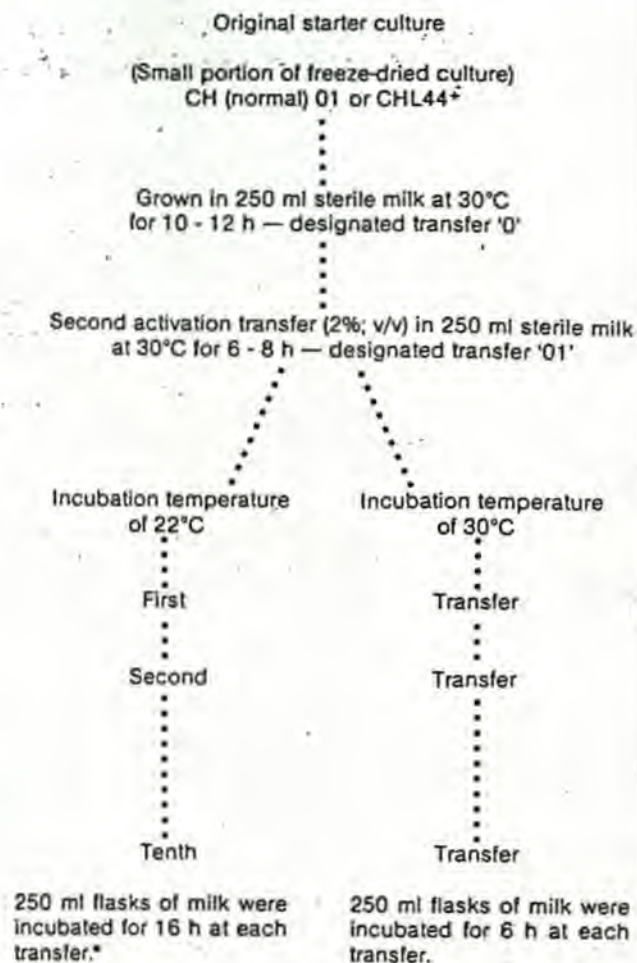 Original starter culture
(Small portion of freeze-dried culture)
CH (normal) 01 or CHL44+
Grown in 250 ml sterile milk at 30°C
for 10 - 12 h — designated transfer '0'
Second activation transfer (2%; v/v) in 250 ml sterile milk
at 30°C for 6 - 8 h — designated transfer '01'
Incubation temperature
of 22°C
Incubation temperature
of 30°C
First Transfer
Second Transfer
Tenth Transfer
250 ml flasks of milk were
incubated for 16 h at each
transfer.*
250 ml flasks of milk were
incubated for 6 h at each
transfer.